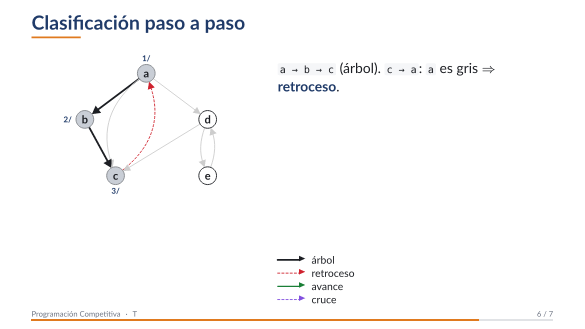 Clasificación paso a paso
1/
a
2/
b
d
c
e
3/
a → b → c (árbol). c → a: a es gris ⇒
retroceso.
árbol
retroceso
avance
cruce
Programación Competitiva · T
6 / 7